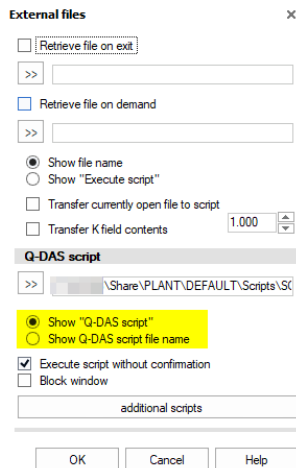 External files
×
Retrieve file on exit
>>
Retrieve file on demand
>>
Show file name
Show "Execute script"
Transfer currently open file to script
Transfer K field contents
1.000
Q-DAS script
>>
\Share\PLANT\DEFAULT\Scripts\SC
Show "Q-DAS script"
Show Q-DAS script file name
Execute script without confirmation
Block window
additional scripts
OK Cancel Help